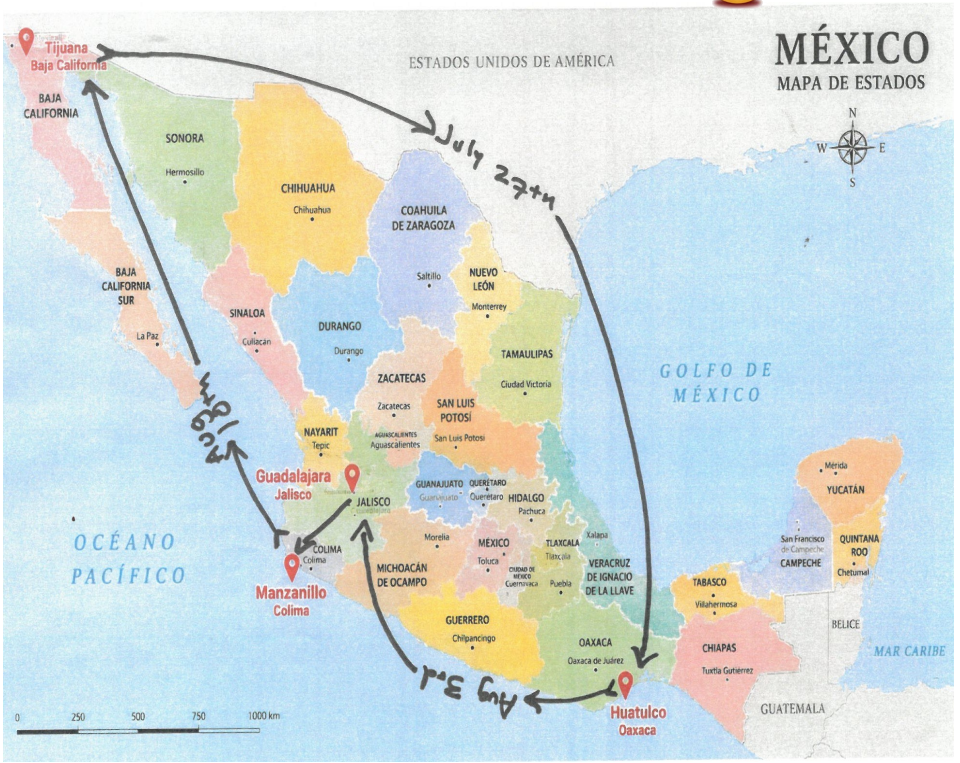 MÉXICO
MAPA DE ESTADOS
N
W E
S
ESTADOS UNIDOS DE AMÉRICA
Tijuana
Baja California
BAJA
CALIFORNIA
SONORA
Hermosillo
CHIHUAHUA
Chihuahua
July 27th
COAHUILA
DE ZARAGOZA
Saltillo
NUEVO
LEÓN
Monterrey
BAJA
CALIFORNIA
SUR
La Paz
SINALOA
Culiacán
DURANGO
Durango
TAMAULIPAS
Ciudad Victoria
GOLFO DE
MÉXICO
ZACATECAS
Zacatecas
SAN LUIS
POTOSÍ
San Luis Potosí
AGUASCALIENTES
Aguascalientes
NAYARIT
Tepic
Guadalajara
Jalisco
JALISCO
GUANAJUATO
Guanajuato
QUERÉTARO
Querétaro
HIDALGO
Pachuca
Mérida
YUCATÁN
OCÉANO
PACÍFICO
COLIMA
Colima
Manzanillo
Colima
Morelia
MICHOACÁN
DE OCAMPO
MÉXICO
Toluca
CIUDAD DE
MÉXICO
Cuernavaca
TLAXCALA
Tlaxcala
Puebla
Xalapa
VERACRUZ
DE IGNACIO
DE LA LLAVE
San Francisco
de Campeche
CAMPECHE
QUINTANA
ROO
Chetumal
TABASCO
Villahermosa
BELICE
GUERRERO
Chilpancingo
OAXACA
Oaxaca de Juárez
CHIAPAS
Tuxtla Gutiérrez
MAR CARIBE
Aug 3rd
Huatulco
Oaxaca
GUATEMALA
0 250 500 750 1000 km